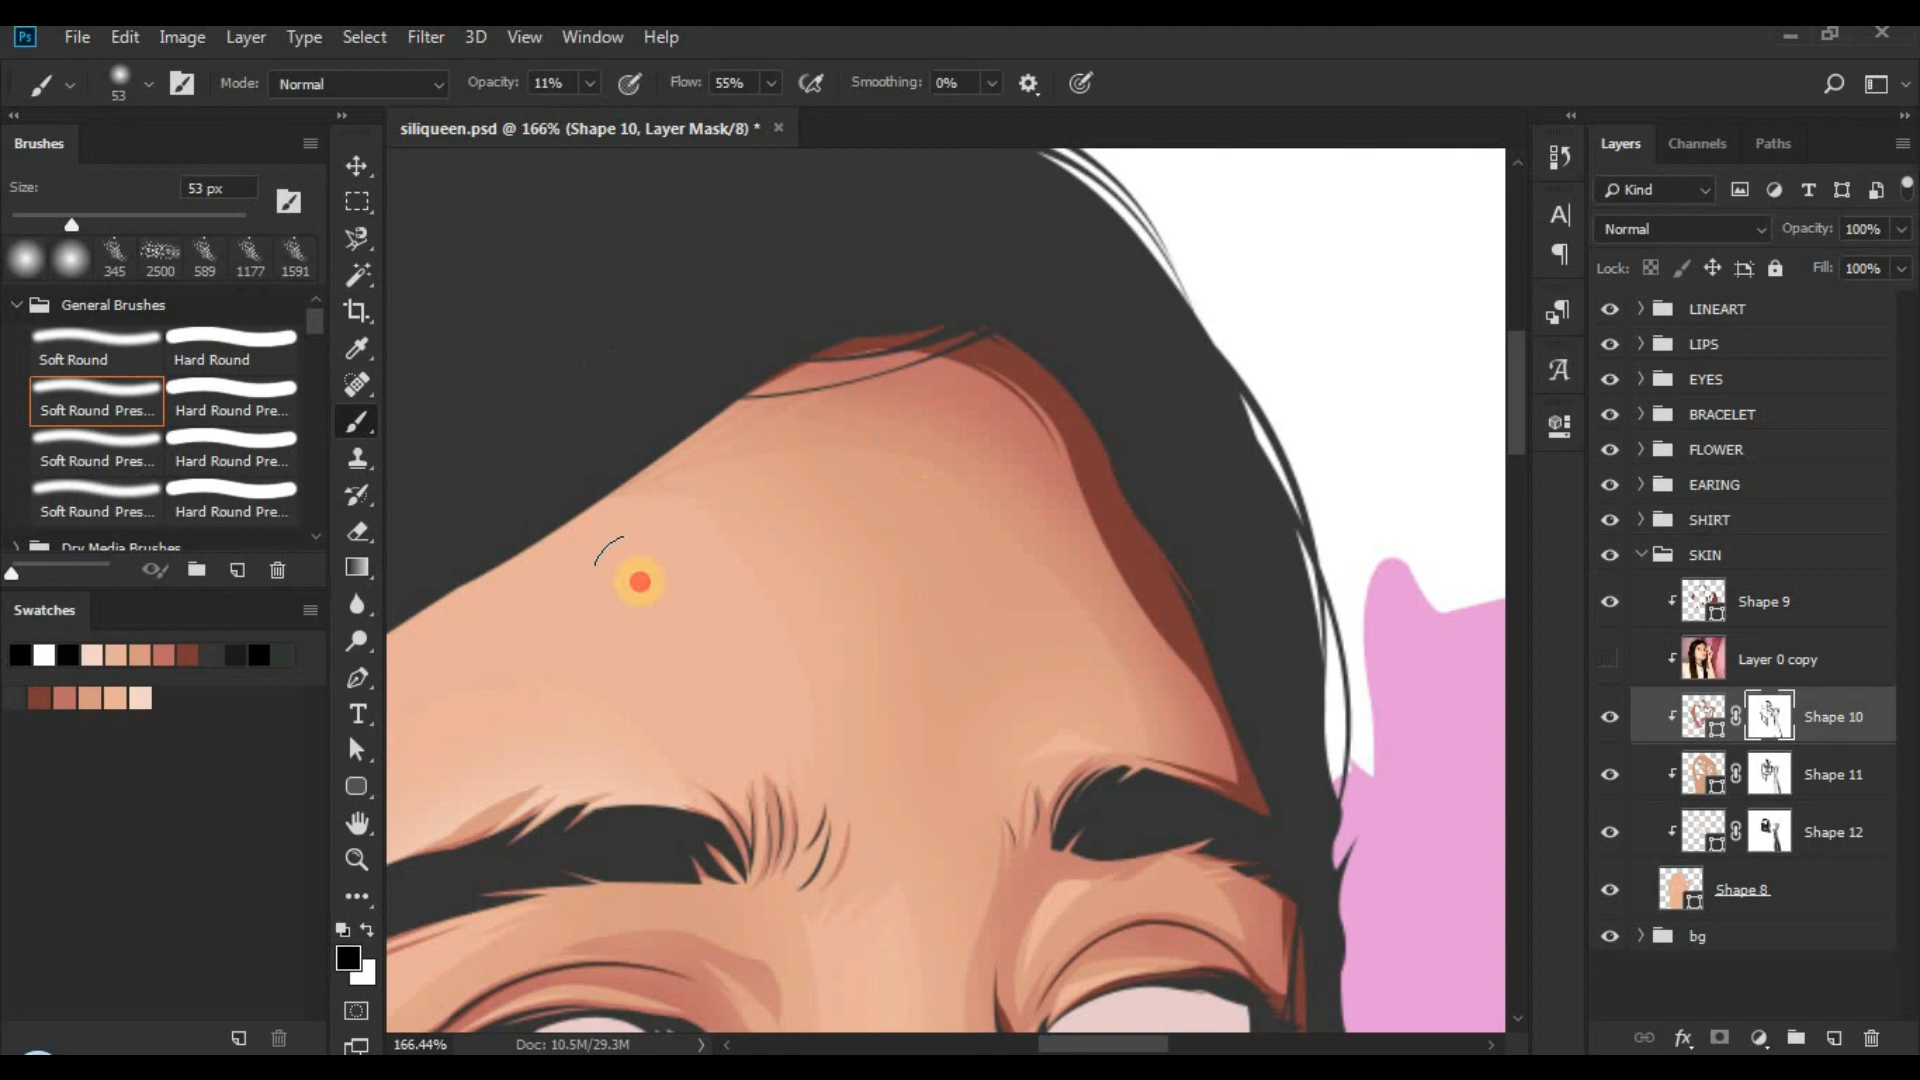 Ps File Edit Image Layer Type Select Filter 3D View Window Help
53 Mode: Normal Opacity: 11% Flow: 55% Smoothing: 0%
siliqueen.psd @ 166% (Shape 10, Layer Mask/8) *
Brushes
Size: 53 px
345 2500 589 1177 1591
General Brushes
Soft Round Hard Round
Soft Round Pres... Hard Round Pre...
Soft Round Pres... Hard Round Pre...
Soft Round Pres... Hard Round Pre...
Dry Media Brushes
Swatches
166.44% Doc: 10.5M/29.3M
Layers Channels Paths
Kind
Normal Opacity: 100%
Lock: Fill: 100%
LINEART
LIPS
EYES
BRACELET
FLOWER
EARING
SHIRT
SKIN
Shape 9
Layer 0 copy
Shape 10
Shape 11
Shape 12
Shape 8
bg